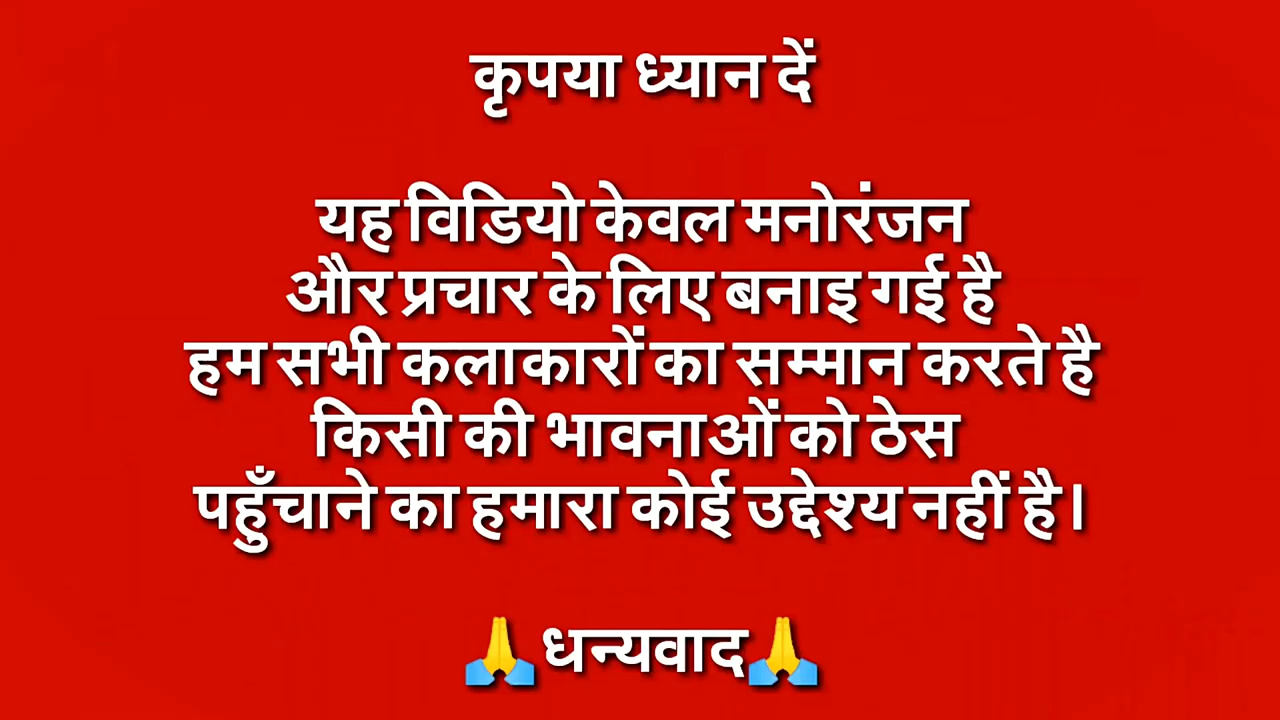 कृपया ध्यान दें
यह विडियो केवल मनोरंजन
और प्रचार के लिए बनाइ गई है
हम सभी कलाकारों का सम्मान करते है
किसी की भावनाओं को ठेस
पहुँचाने का हमारा कोई उद्देश्य नहीं है।
🙏धन्यवाद🙏